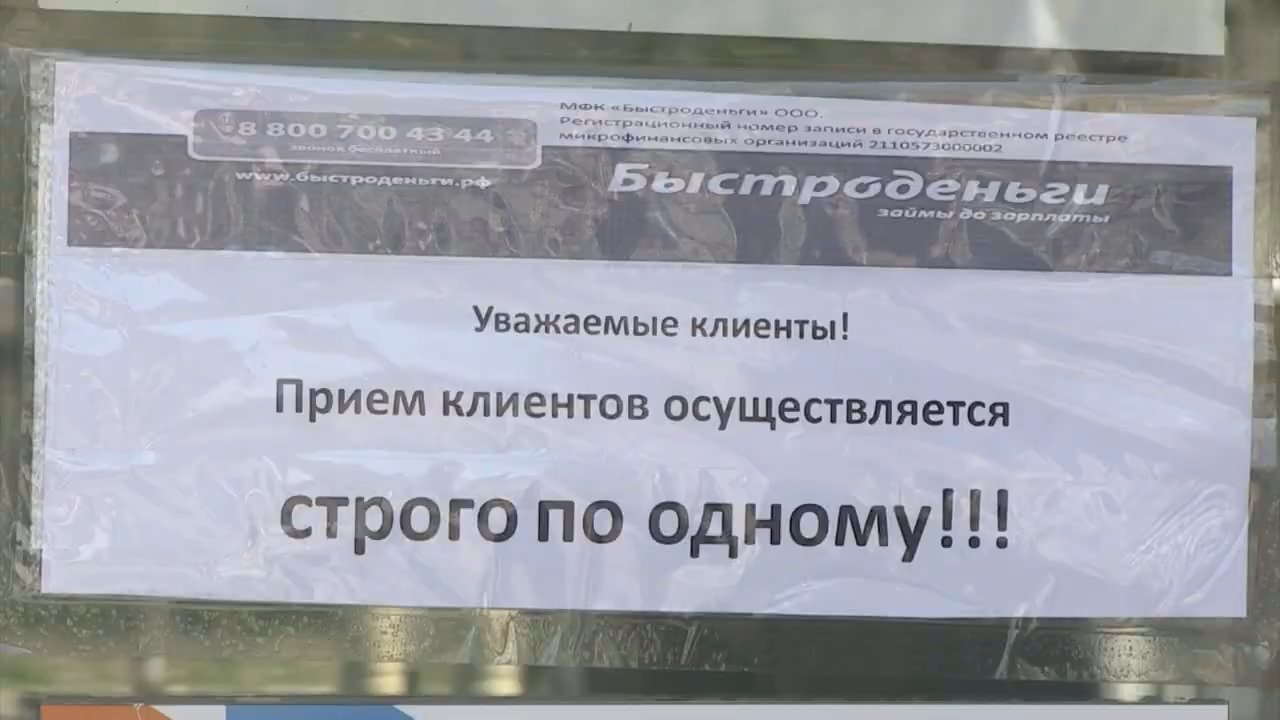 МФК «Быстроденьги» ООО.
Регистрационный номер записи в государственном реестре
микрофинансовых организаций 2110573000002
8 800 700 43 44
звонок бесплатный
www.быстроденьги.рф
Быстроденьги
займы до зарплаты
Уважаемые клиенты!
Прием клиентов осуществляется
строго по одному!!!